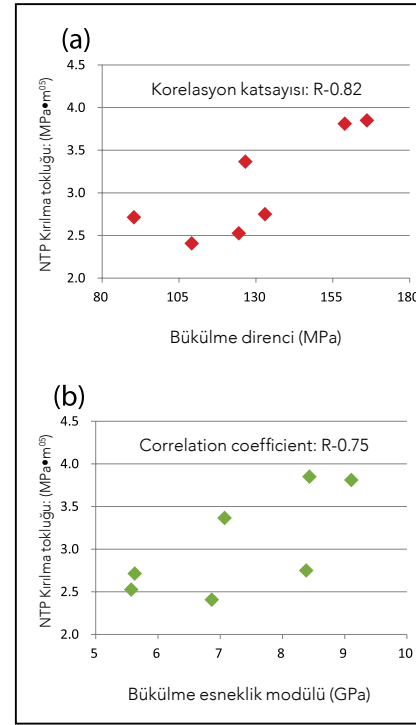 (a)
Korelasyon katsayısı: R-0.82
NTP Kırılma tokluğu: (MPa•m⁰⁵)
4.5
4.0
3.5
3.0
2.5
2.0
80 105 130 155 180
Bükülme direnci (MPa)
(b)
Correlation coefficient: R-0.75
NTP Kırılma tokluğu: (MPa•m⁰⁵)
4.5
4.0
3.5
3.0
2.5
2.0
5 6 7 8 9 10
Bükülme esneklik modülü (GPa)